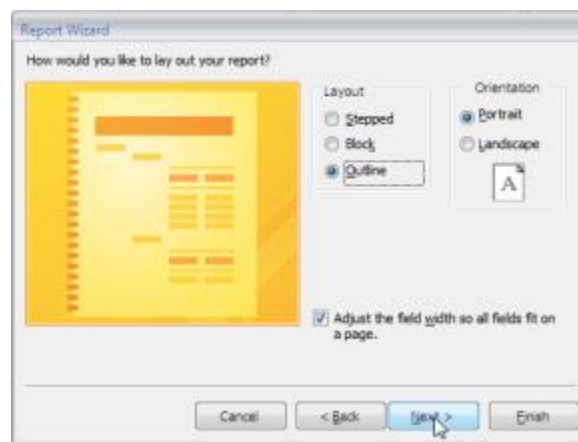 Report Wizard
How would you like to lay out your report?
Layout
Stepped
Block
Outline
Orientation
Portrait
Landscape
A
Adjust the field width so all fields fit on
a page.
Cancel
< Back
Next >
Finish